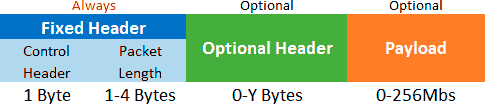 Always Optional Optional
Fixed Header
Control Header Packet Length Optional Header Payload
1 Byte 1-4 Bytes 0-Y Bytes 0-256Mbs